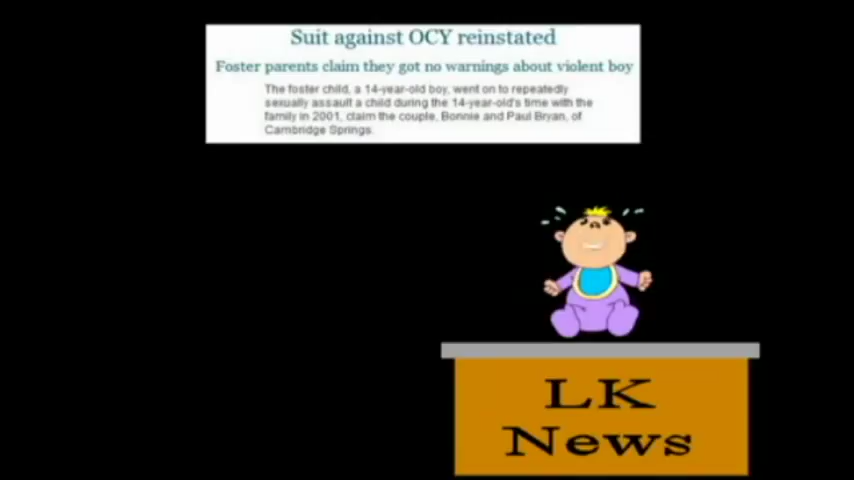 Suit against OCY reinstated
Foster parents claim they got no warnings about violent boy
The foster child, a 14-year-old boy, went on to repeatedly
sexually assault a child during the 14-year-old's time with the
family in 2001, claim the couple, Bonnie and Paul Bryan, of
Cambridge Springs.
LK
News